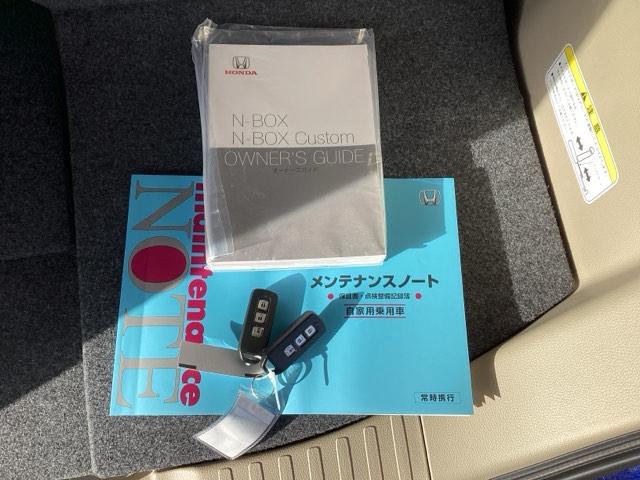 HONDA
N-BOX
N-BOX Custom
OWNER'S GUIDE
オーナーズガイド
maintenance
NOTE
メンテナンスノート
保証書・点検整備記録簿
自家用乗用車
常時携行
注意